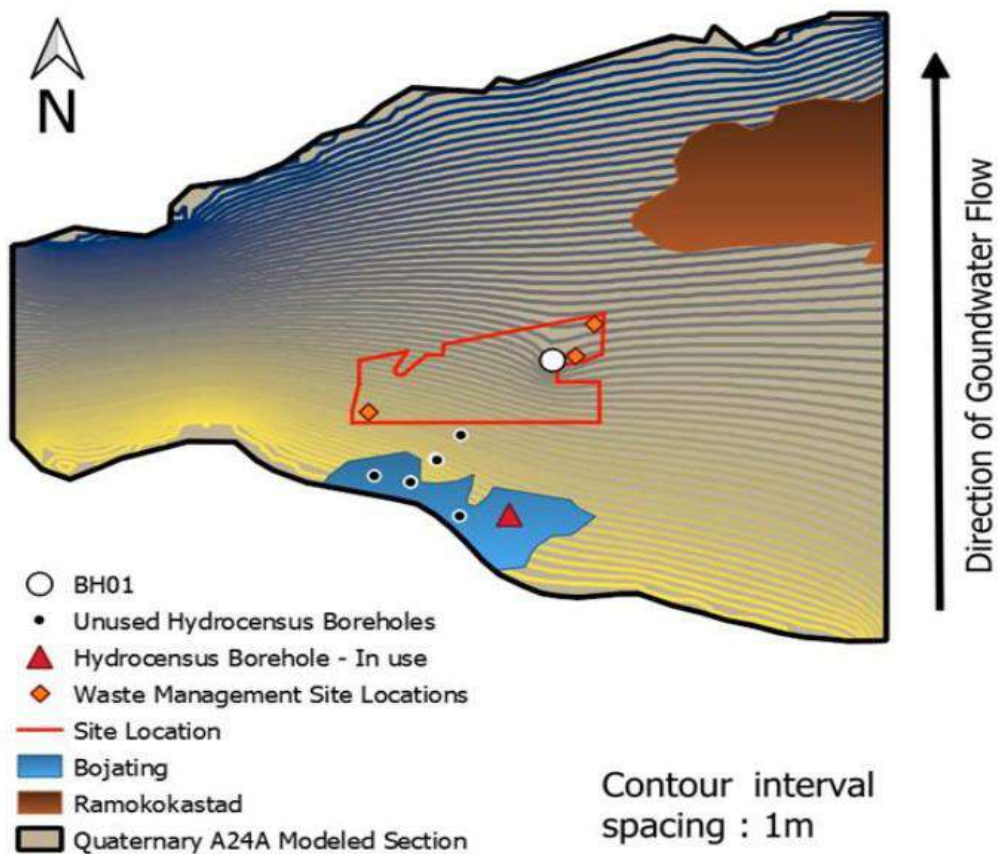 N
Direction of Goundwater Flow
BH01
Unused Hydrocensus Boreholes
Hydrocensus Borehole - In use
Waste Management Site Locations
Site Location
Bojating
Ramokokastad
Quaternary A24A Modeled Section
Contour interval
spacing : 1m